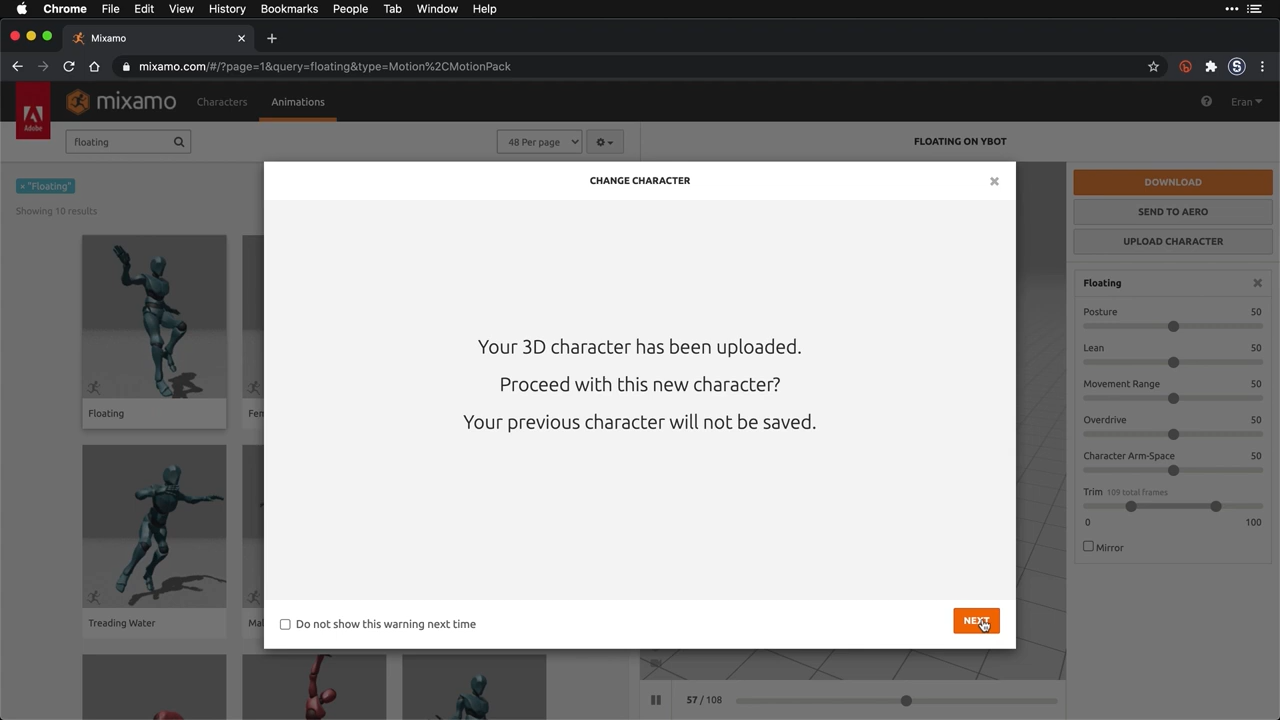 Chrome File Edit View History Bookmarks People Tab Window Help
Mixamo
mixamo.com/#/?page=1&query=floating&type=Motion%2CMotionPack
S
Adobe
mixamo
Characters
Animations
Eran
floating
48 Per page
FLOATING ON YBOT
× "Floating"
Showing 10 results
CHANGE CHARACTER
Your 3D character has been uploaded.
Proceed with this new character?
Your previous character will not be saved.
Do not show this warning next time
NEXT
Floating
Treading Water
DOWNLOAD
SEND TO AERO
UPLOAD CHARACTER
Floating
Posture 50
Lean 50
Movement Range 50
Overdrive 50
Character Arm-Space 50
Trim 109 total frames
0 100
Mirror
57 / 108